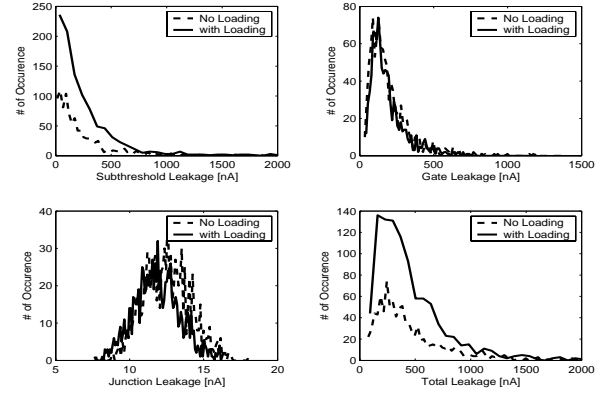 250
200
150
100
50
0
# of Occurence
No Loading
with Loading
0 500 1000 1500 2000
Subthreshold Leakage [nA]
80
60
40
20
0
# of Occurence
No Loading
with Loading
0 500 1000 1500
Gate Leakage [nA]
40
30
20
10
0
# of Occurence
No Loading
with Loading
5 10 15 20
Junction Leakage [nA]
140
120
100
80
60
40
20
0
# of Occurence
No Loading
with Loading
0 500 1000 1500 2000
Total Leakage [nA]